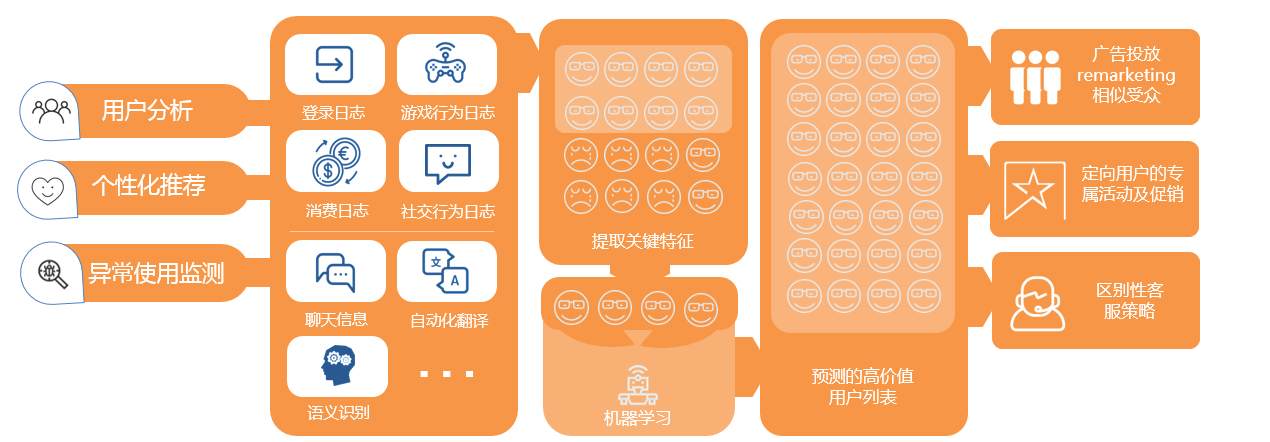 用户分析
个性化推荐
异常使用监测
登录日志
游戏行为日志
消费日志
社交行为日志
聊天信息
文
A
自动化翻译
语义识别
提取关键特征
机器学习
预测的高价值
用户列表
广告投放
remarketing
相似受众
定向用户的专
属活动及促销
区别性客
服策略